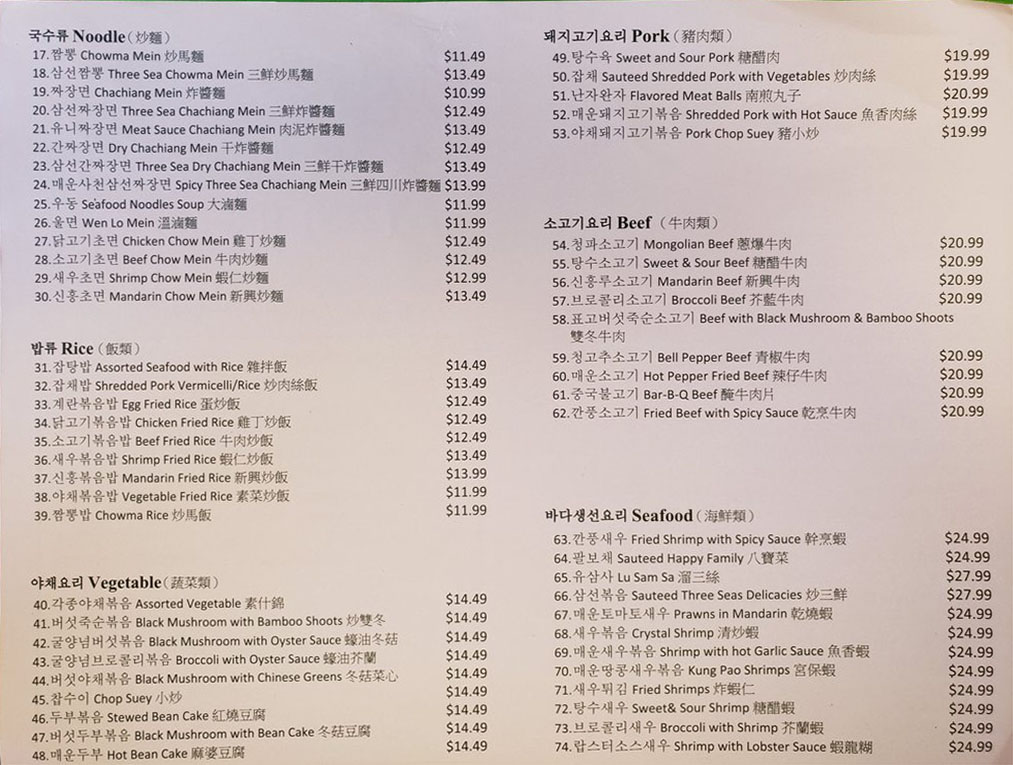 국수류 Noodle(炒麵)
17.짬뽕 Chowma Mein 炒馬麵 $11.49
18.삼선짬뽕 Three Sea Chowma Mein 三鮮炒馬麵 $13.49
19.짜장면 Chachiang Mein 炸醬麵 $10.99
20.삼선짜장면 Three Sea Chachiang Mein 三鮮炸醬麵 $12.49
21.유니짜장면 Meat Sauce Chachiang Mein 肉泥炸醬麵 $13.49
22.간짜장면 Dry Chachiang Mein 干炸醬麵 $12.49
23.삼선간짜장면 Three Sea Dry Chachiang Mein 三鮮干炸醬麵 $13.49
24.매운사천삼선짜장면 Spicy Three Sea Chachiang Mein 三鮮四川炸醬麵 $13.99
25.우동 Seafood Noodles Soup 大滷麵 $11.99
26.울면 Wen Lo Mein 溫滷麵 $11.99
27.닭고기초면 Chicken Chow Mein 雞丁炒麵 $12.49
28.소고기초면 Beef Chow Mein 牛肉炒麵 $12.49
29.새우초면 Shrimp Chow Mein 蝦仁炒麵 $12.99
30.신흥초면 Mandarin Chow Mein 新興炒麵 $13.49
밥류 Rice(飯類)
31.잡탕밥 Assorted Seafood with Rice 雜拌飯 $14.49
32.잡채밥 Shredded Pork Vermicelli/Rice 炒肉絲飯 $13.49
33.계란볶음밥 Egg Fried Rice 蛋炒飯 $12.49
34.닭고기볶음밥 Chicken Fried Rice 雞丁炒飯 $12.49
35.소고기볶음밥 Beef Fried Rice 牛肉炒飯 $12.49
36.새우볶음밥 Shrimp Fried Rice 蝦仁炒飯 $13.49
37.신흥볶음밥 Mandarin Fried Rice 新興炒飯 $13.99
38.야채볶음밥 Vegetable Fried Rice 素菜炒飯 $11.99
39.짬뽕밥 Chowma Rice 炒馬飯 $11.99
야채요리 Vegetable(蔬菜類)
40.각종야채볶음 Assorted Vegetable 素什錦 $14.49
41.버섯죽순볶음 Black Mushroom with Bamboo Shoots 炒雙冬 $14.49
42.굴양념버섯볶음 Black Mushroom with Oyster Sauce 蠔油冬菇 $14.49
43.굴양님브로콜리볶음 Broccoli with Oyster Sauce 蠔油芥蘭 $14.49
44.버섯야채볶음 Black Mushroom with Chinese Greens 冬菇菜心 $14.49
45.찹수이 Chop Suey 小炒 $14.49
46.두부볶음 Stewed Bean Cake 紅燒豆腐 $14.49
47.버섯두부볶음 Black Mushroom with Bean Cake 冬菇豆腐 $14.49
48.매운두부 Hot Bean Cake 麻婆豆腐 $14.49
돼지고기요리 Pork(豬肉類)
49.탕수육 Sweet and Sour Pork 糖醋肉 $19.99
50.잡채 Sauteed Shredded Pork with Vegetables 炒肉絲 $19.99
51.난자완자 Flavored Meat Balls 南煎丸子 $20.99
52.매운돼지고기볶음 Shredded Pork with Hot Sauce 魚香肉絲 $19.99
53.야채돼지고기볶음 Pork Chop Suey 豬小炒 $19.99
소고기요리 Beef (牛肉類)
54.청파소고기 Mongolian Beef 蔥爆牛肉 $20.99
55.탕수소고기 Sweet & Sour Beef 糖醋牛肉 $20.99
56.신흥루소고기 Mandarin Beef 新興牛肉 $20.99
57.브로콜리소고기 Broccoli Beef 芥藍牛肉 $20.99
58.표고버섯죽순소고기 Beef with Black Mushroom & Bamboo Shoots
雙冬牛肉
59.청고추소고기 Bell Pepper Beef 青椒牛肉 $20.99
60.매운소고기 Hot Pepper Fried Beef 辣仔牛肉 $20.99
61.중국불고기 Bar-B-Q Beef 醃牛肉片 $20.99
62.깐풍소고기 Fried Beef with Spicy Sauce 乾烹牛肉 $20.99
바다생선요리 Seafood(海鮮類)
63.깐풍새우 Fried Shrimp with Spicy Sauce 幹烹蝦 $24.99
64.팔보채 Sauteed Happy Family 八寶菜 $24.99
65.유삼사 Lu Sam Sa 溜三絲 $27.99
66.삼선볶음 Sauteed Three Seas Delicacies 炒三鮮 $27.99
67.매운토마토새우 Prawns in Mandarin 乾燒蝦 $24.99
68.새우볶음 Crystal Shrimp 清炒蝦 $24.99
69.매운새우볶음 Shrimp with hot Garlic Sauce 魚香蝦 $24.99
70.매운땅콩새우볶음 Kung Pao Shrimps 宮保蝦 $24.99
71.새우튀김 Fried Shrimps 炸蝦仁 $24.99
72.탕수새우 Sweet& Sour Shrimp 糖醋蝦 $24.99
73.브로콜리새우 Broccoli with Shrimp 芥蘭蝦 $24.99
74.랍스터소스새우 Shrimp with Lobster Sauce 蝦龍糊 $24.99